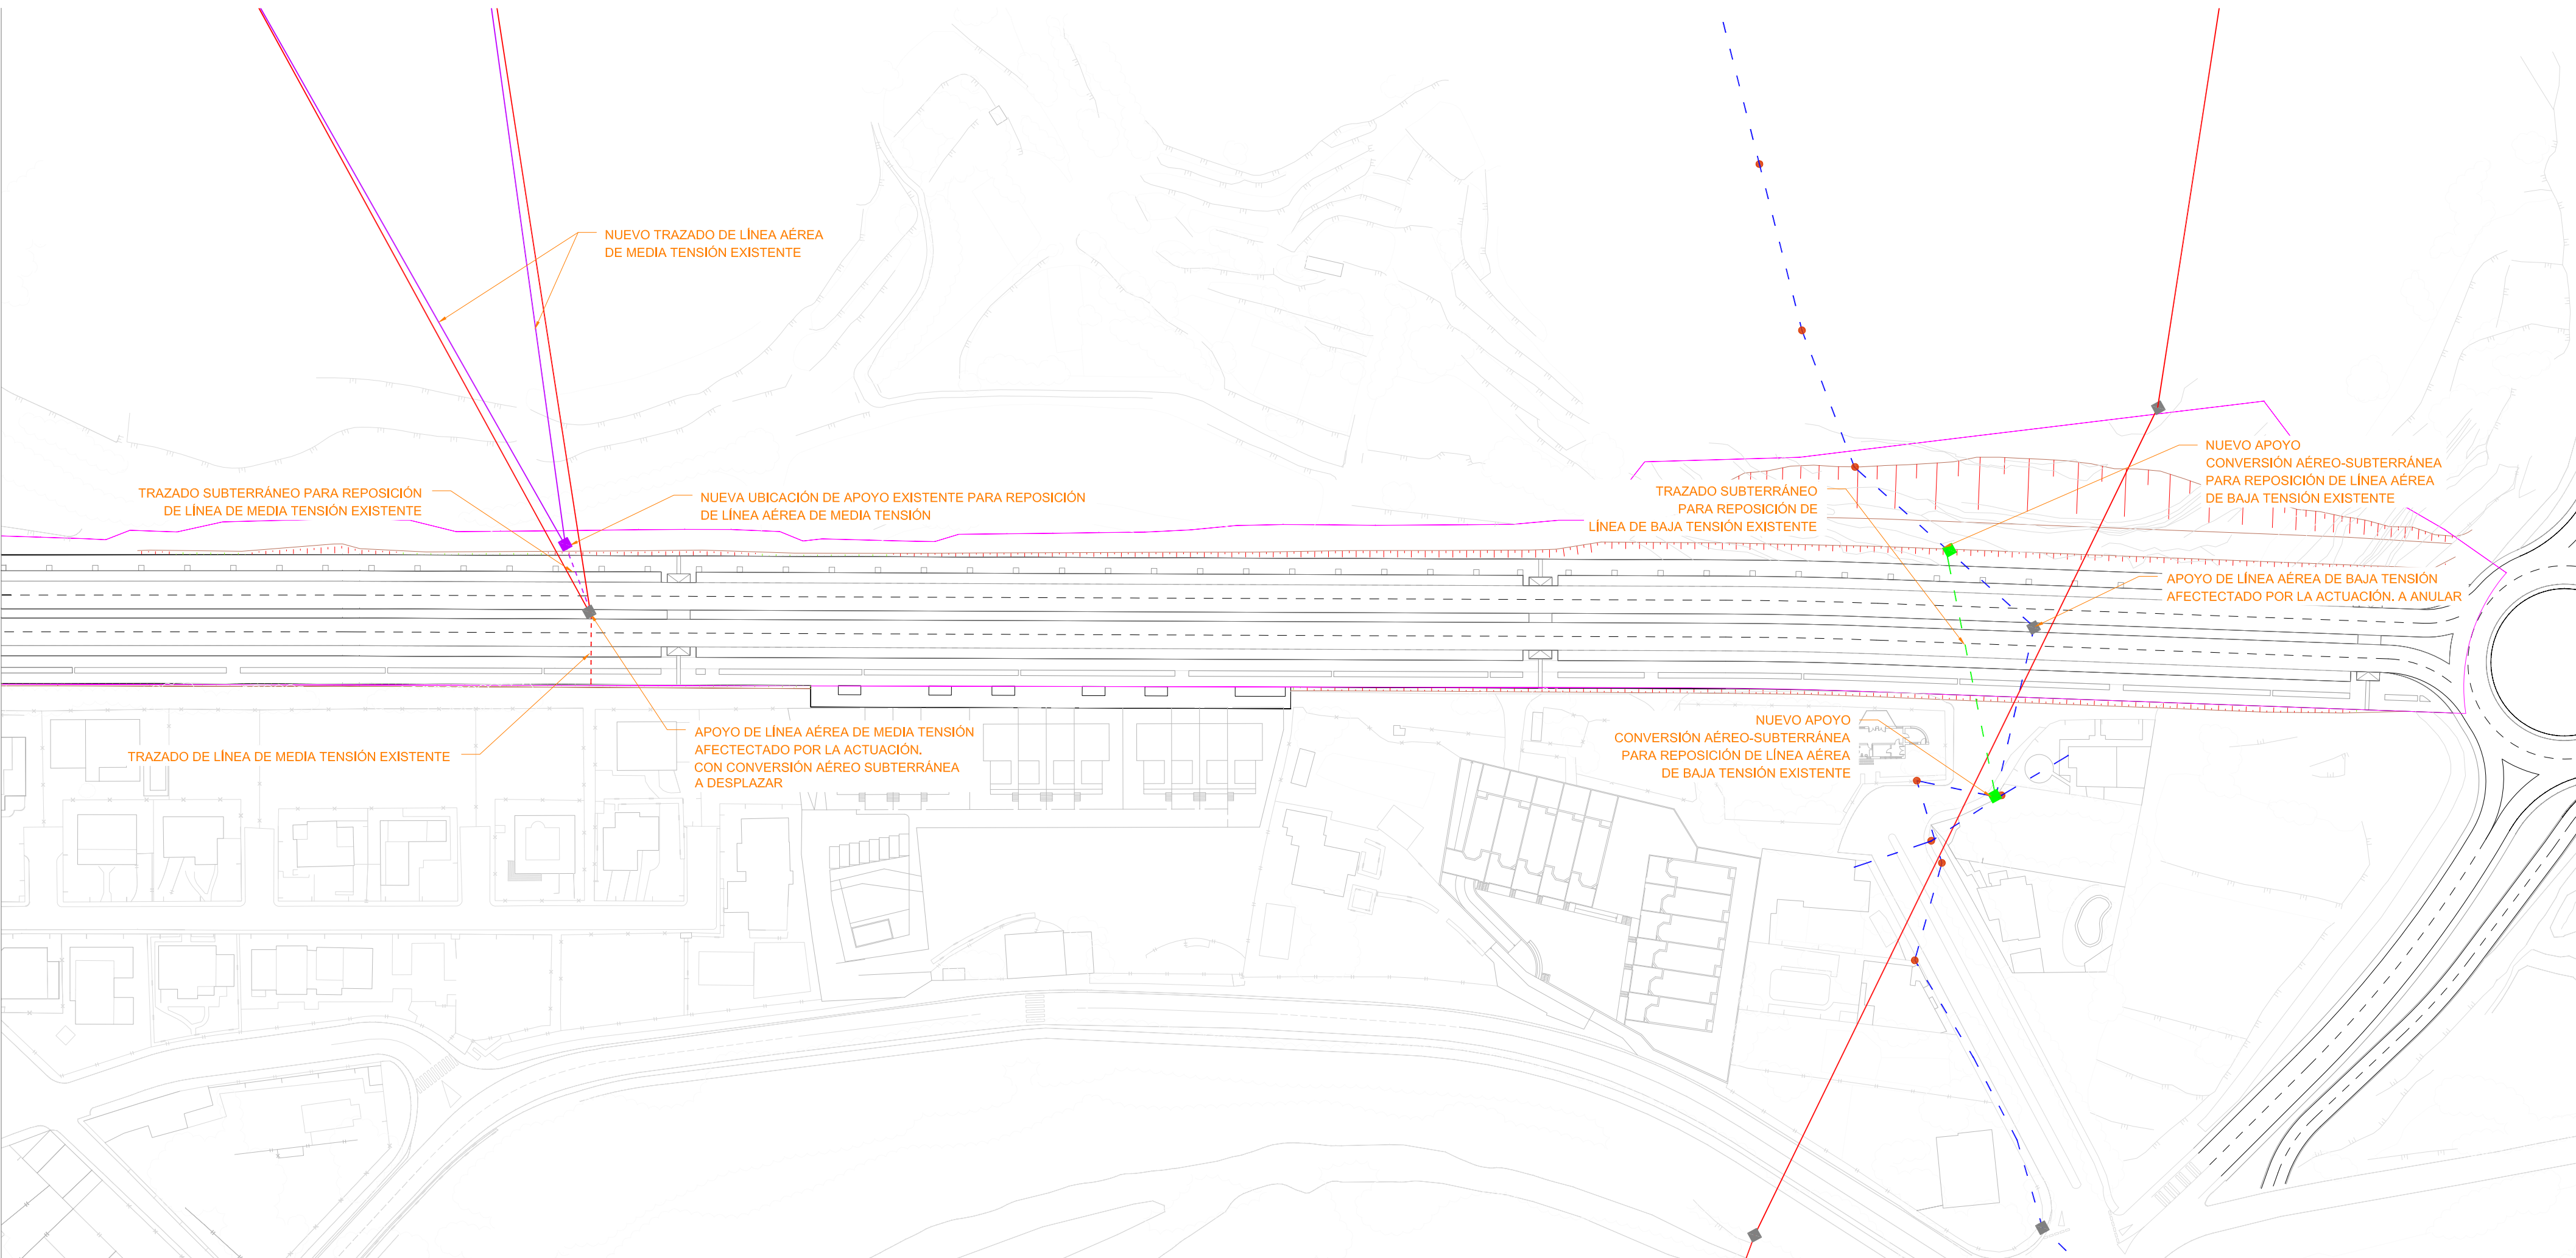 NUEVO TRAZADO DE LÍNEA AÉREA
DE MEDIA TENSIÓN EXISTENTE
TRAZADO SUBTERRÁNEO PARA REPOSICIÓN
DE LÍNEA DE MEDIA TENSIÓN EXISTENTE
NUEVA UBICACIÓN DE APOYO EXISTENTE PARA REPOSICIÓN
DE LÍNEA AÉREA DE MEDIA TENSIÓN
TRAZADO SUBTERRÁNEO
PARA REPOSICIÓN DE
LÍNEA DE BAJA TENSIÓN EXISTENTE
NUEVO APOYO
CONVERSIÓN AÉREO-SUBTERRÁNEA
PARA REPOSICIÓN DE LÍNEA AÉREA
DE BAJA TENSIÓN EXISTENTE
APOYO DE LÍNEA AÉREA DE BAJA TENSIÓN
AFECTECTADO POR LA ACTUACIÓN. A ANULAR
TRAZADO DE LÍNEA DE MEDIA TENSIÓN EXISTENTE
APOYO DE LÍNEA AÉREA DE MEDIA TENSIÓN
AFECTECTADO POR LA ACTUACIÓN.
CON CONVERSIÓN AÉREO SUBTERRÁNEA
A DESPLAZAR
NUEVO APOYO
CONVERSIÓN AÉREO-SUBTERRÁNEA
PARA REPOSICIÓN DE LÍNEA AÉREA
DE BAJA TENSIÓN EXISTENTE